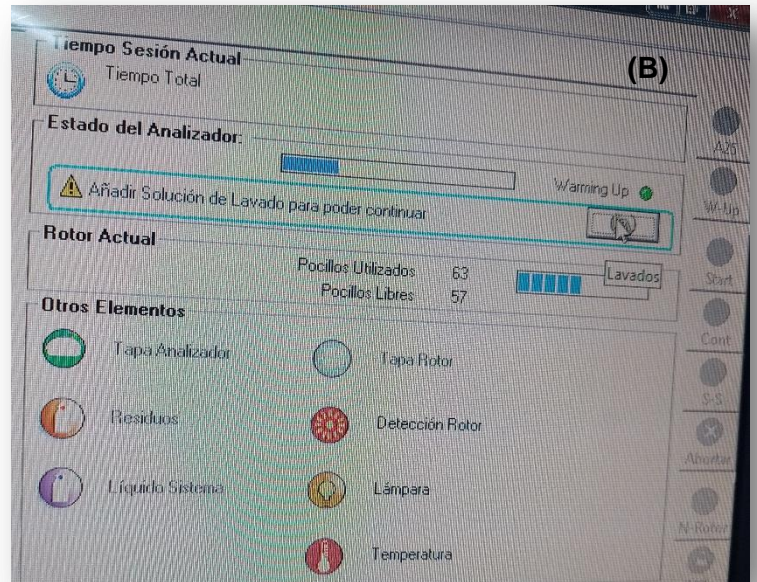 (B)
Tiempo Sesión Actual
Tiempo Total
Estado del Analizador:
Warming Up
Añadir Solución de Lavado para poder continuar
Lavados
Rotor Actual
Pocillos Utilizados 63
Pocillos Libres 57
Otros Elementos
Tapa Analizador
Tapa Rotor
Residuos
Detección Rotor
Líquido Sistema
Lámpara
Temperatura
A25
W-Up
Start
Cont
S-S
Abortar
N-Rotor